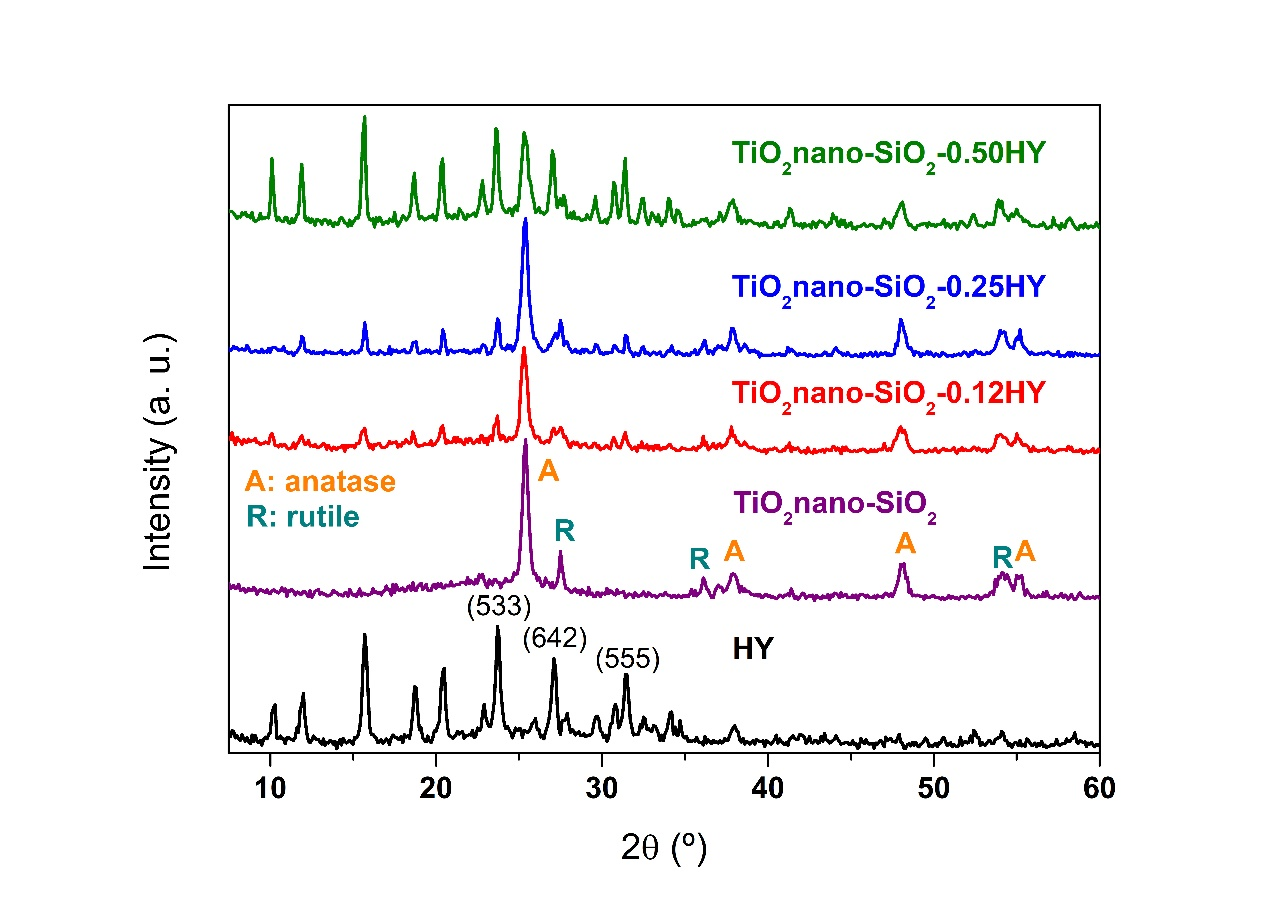 TiO₂nano-SiO₂-0.50HY
TiO₂nano-SiO₂-0.25HY
TiO₂nano-SiO₂-0.12HY
A: anatase
A
R: rutile
TiO₂nano-SiO₂
R
R
A
A
R
A
(533)
(642)
(555)
HY
Intensity (a. u.)
10
20
30
40
50
60
2θ (º)